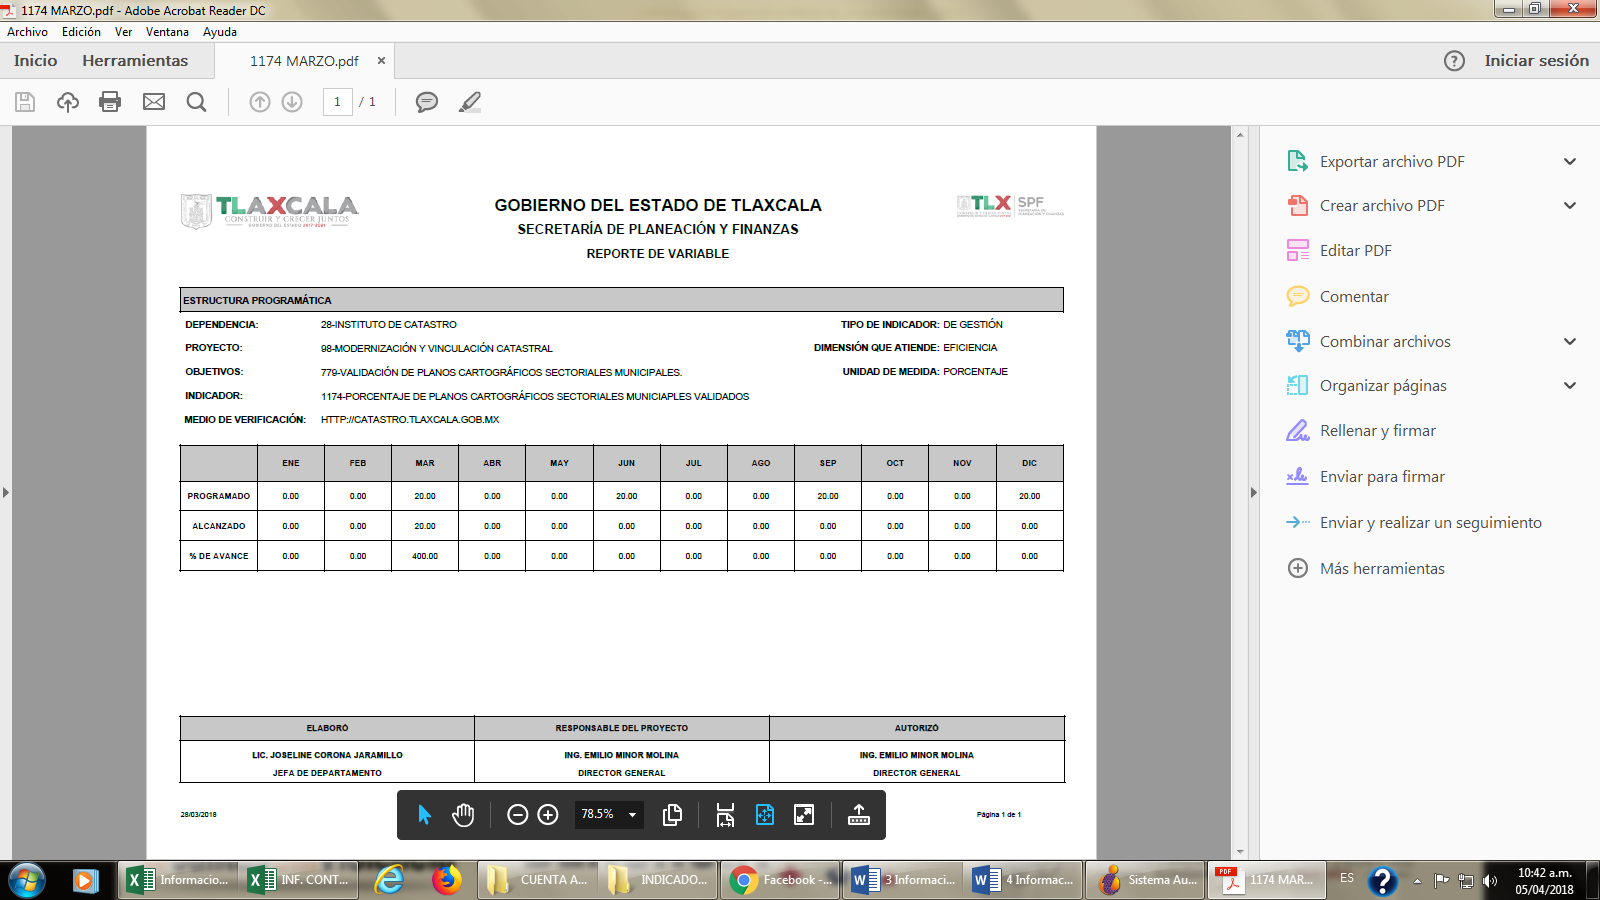 1174 MARZO.pdf - Adobe Acrobat Reader DC
Archivo Edición Ver Ventana Ayuda
Inicio Herramientas 1174 MARZO.pdf × Iniciar sesión
1 / 1
TLAXCALA
CONSTRUIR Y CRECER JUNTOS
GOBIERNO DEL ESTADO 2017-2021
GOBIERNO DEL ESTADO DE TLAXCALA
SECRETARÍA DE PLANEACIÓN Y FINANZAS
REPORTE DE VARIABLE
TLX SPF
ESTRUCTURA PROGRAMÁTICA
DEPENDENCIA: 28-INSTITUTO DE CATASTRO TIPO DE INDICADOR: DE GESTIÓN
PROYECTO: 98-MODERNIZACIÓN Y VINCULACIÓN CATASTRAL DIMENSIÓN QUE ATIENDE: EFICIENCIA
OBJETIVOS: 779-VALIDACIÓN DE PLANOS CARTOGRÁFICOS SECTORIALES MUNICIPALES. UNIDAD DE MEDIDA: PORCENTAJE
INDICADOR: 1174-PORCENTAJE DE PLANOS CARTOGRÁFICOS SECTORIALES MUNICIAPLES VALIDADOS
MEDIO DE VERIFICACIÓN: HTTP://CATASTRO.TLAXCALA.GOB.MX
ENE FEB MAR ABR MAY JUN JUL AGO SEP OCT NOV DIC
PROGRAMADO 0.00 0.00 20.00 0.00 0.00 20.00 0.00 0.00 20.00 0.00 0.00 20.00
ALCANZADO 0.00 0.00 20.00 0.00 0.00 0.00 0.00 0.00 0.00 0.00 0.00 0.00
% DE AVANCE 0.00 0.00 400.00 0.00 0.00 0.00 0.00 0.00 0.00 0.00 0.00 0.00
ELABORÓ RESPONSABLE DEL PROYECTO AUTORIZÓ
LIC. JOSELINE CORONA JARAMILLO ING. EMILIO MINOR MOLINA ING. EMILIO MINOR MOLINA
JEFA DE DEPARTAMENTO DIRECTOR GENERAL DIRECTOR GENERAL
28/03/2018 Página 1 de 1
78.5%
Exportar archivo PDF
Crear archivo PDF
Editar PDF
Comentar
Combinar archivos
Organizar páginas
Rellenar y firmar
Enviar para firmar
Enviar y realizar un seguimiento
Más herramientas
Informacio... INF. CONT... CUENTA A... INDICADO... Facebook -... 3 Informaci... 4 Informac... Sistema Au... 1174 MAR... ES 10:42 a.m.
05/04/2018